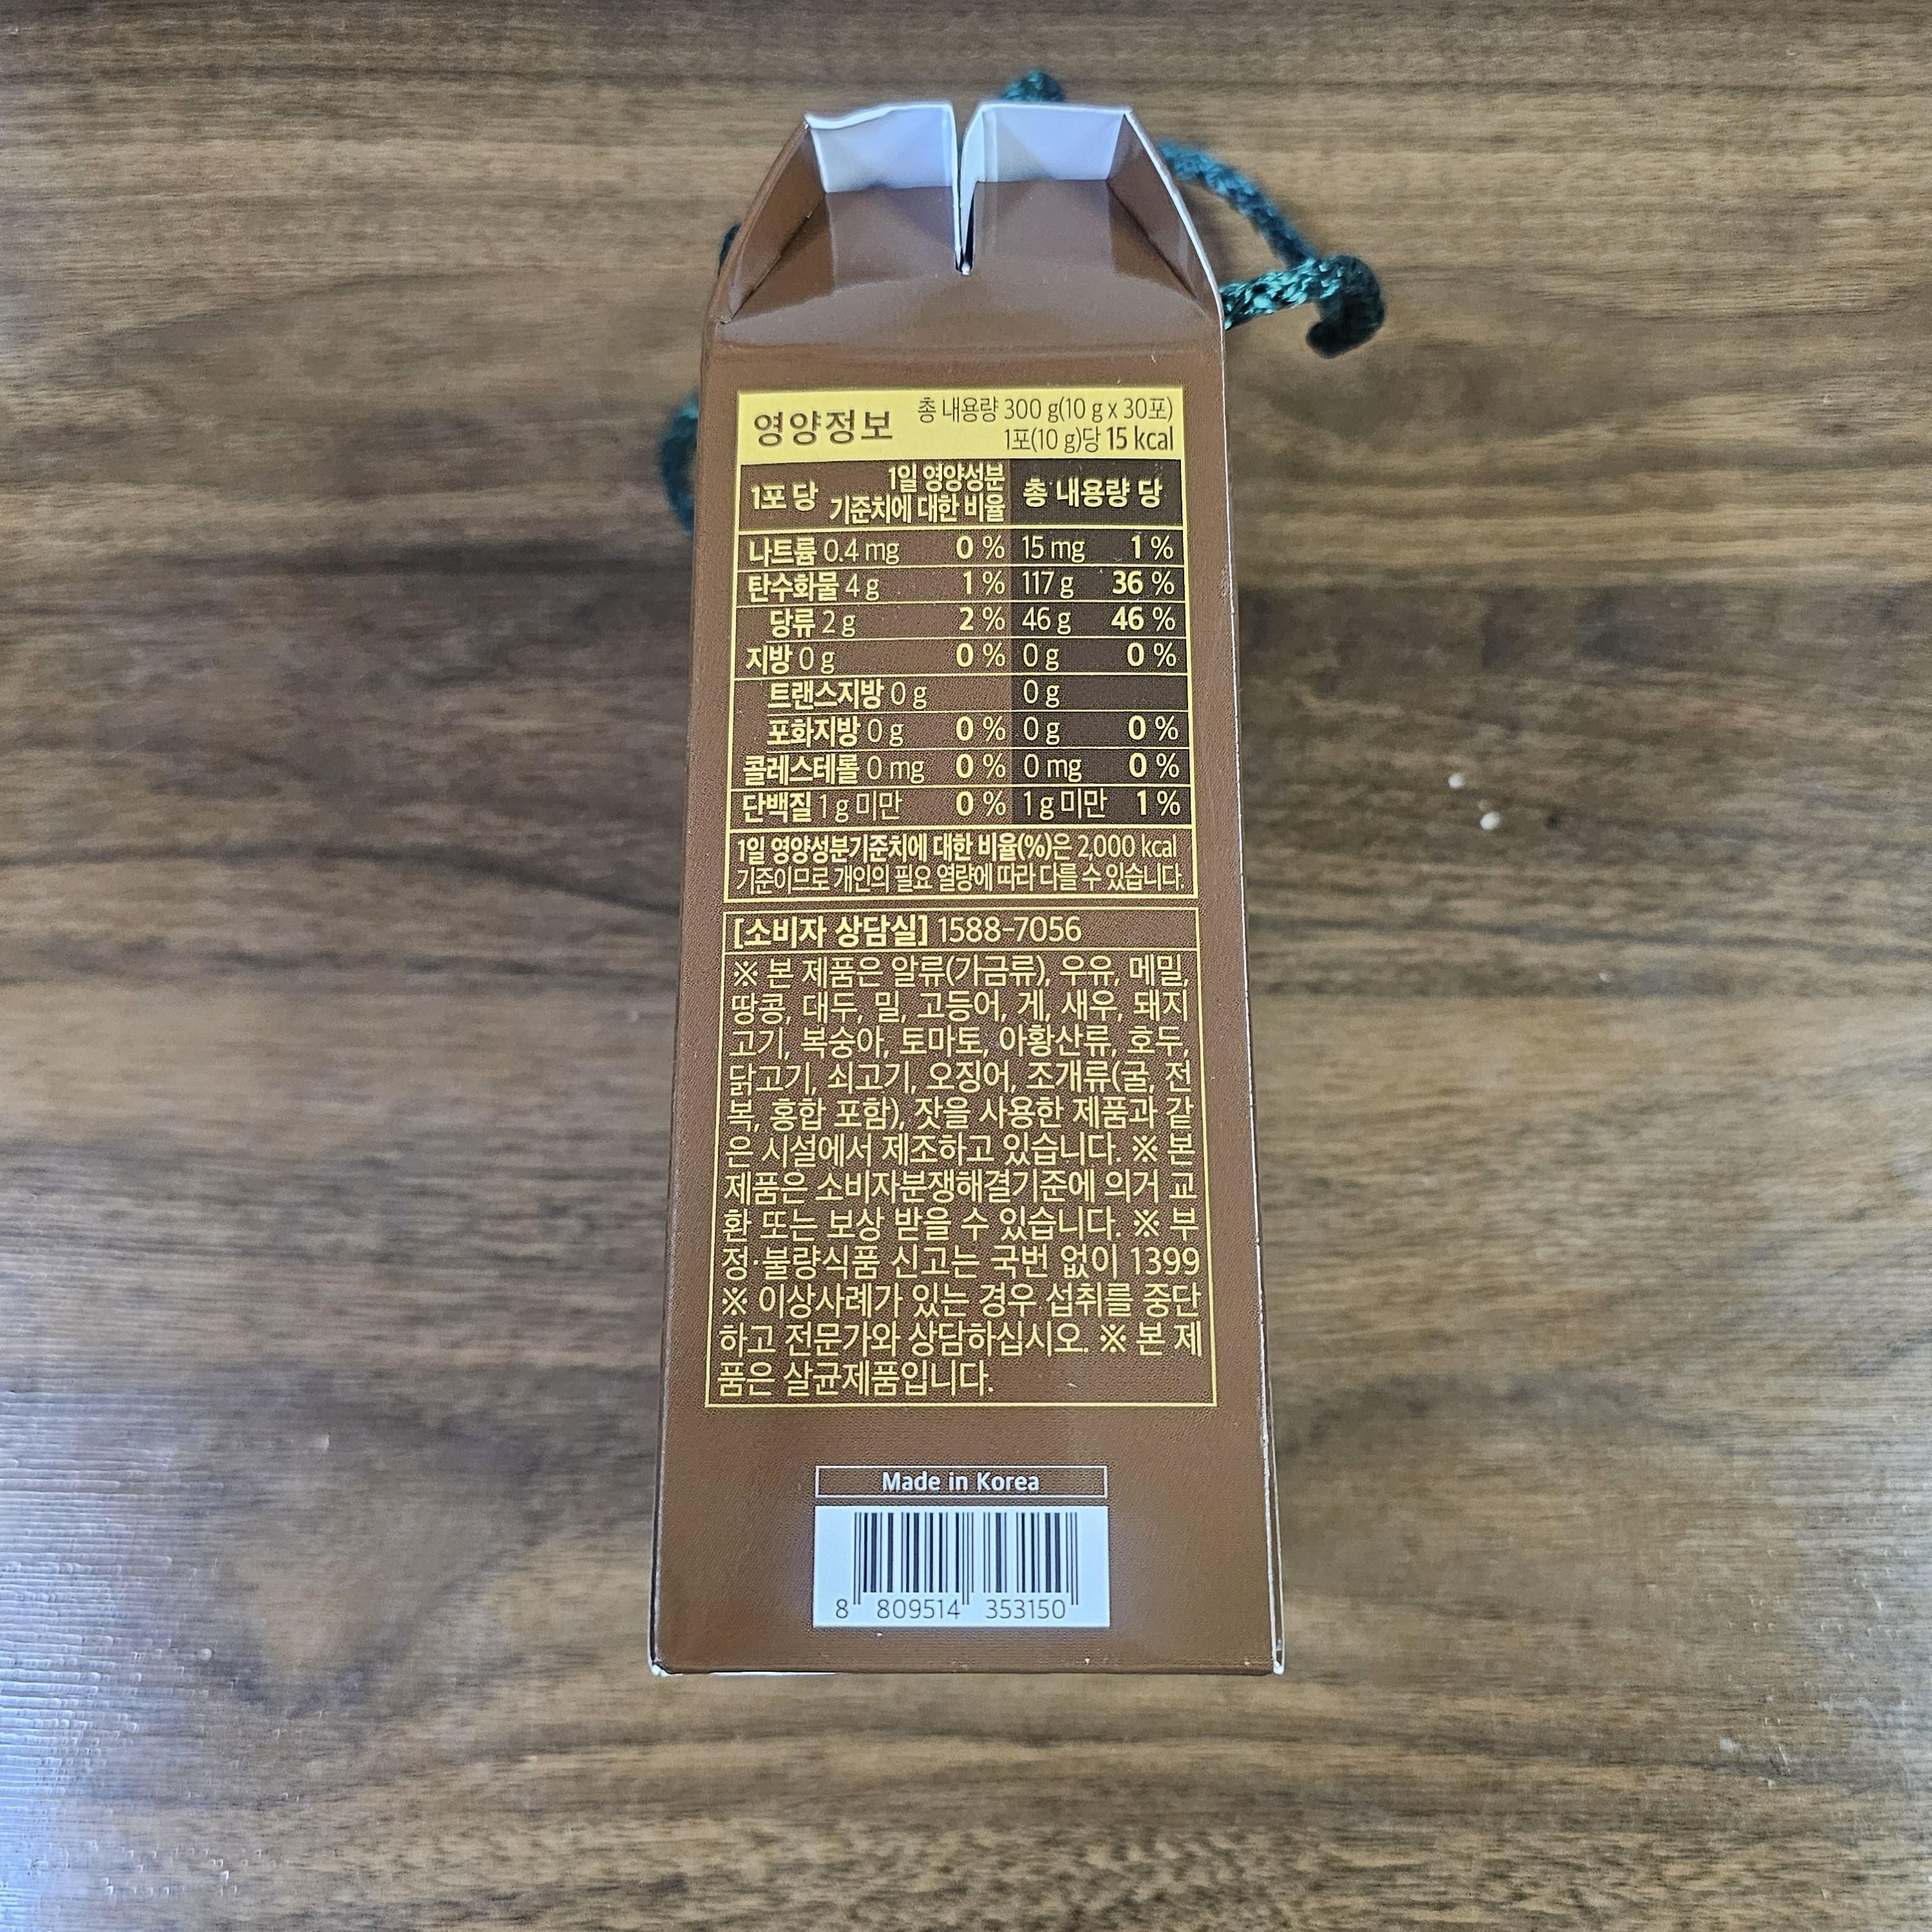 영양정보 총 내용량 300 g(10 g x 30포)
1포(10 g)당 15 kcal
1포 당 1일 영양성분 기준치에 대한 비율 총 내용량 당
나트륨 0.4 mg 0 % 15 mg 1 %
탄수화물 4 g 1 % 117 g 36 %
당류 2 g 2 % 46 g 46 %
지방 0 g 0 % 0 g 0 %
트랜스지방 0 g 0 g
포화지방 0 g 0 % 0 g 0 %
콜레스테롤 0 mg 0 % 0 mg 0 %
단백질 1 g 미만 0 % 1 g 미만 1 %
1일 영양성분기준치에 대한 비율(%)은 2,000 kcal
기준이므로 개인의 필요 열량에 따라 다를 수 있습니다.
[소비자 상담실] 1588-7056
※ 본 제품은 알류(가금류), 우유, 메밀,
땅콩, 대두, 밀, 고등어, 게, 새우, 돼지
고기, 복숭아, 토마토, 아황산류, 호두,
닭고기, 쇠고기, 오징어, 조개류(굴, 전
복, 홍합 포함), 잣을 사용한 제품과 같
은 시설에서 제조하고 있습니다. ※ 본
제품은 소비자분쟁해결기준에 의거 교
환 또는 보상 받을 수 있습니다. ※ 부
정·불량식품 신고는 국번 없이 1399
※ 이상사례가 있는 경우 섭취를 중단
하고 전문가와 상담하십시오. ※ 본 제
품은 살균제품입니다.
Made in Korea
8 809514 353150